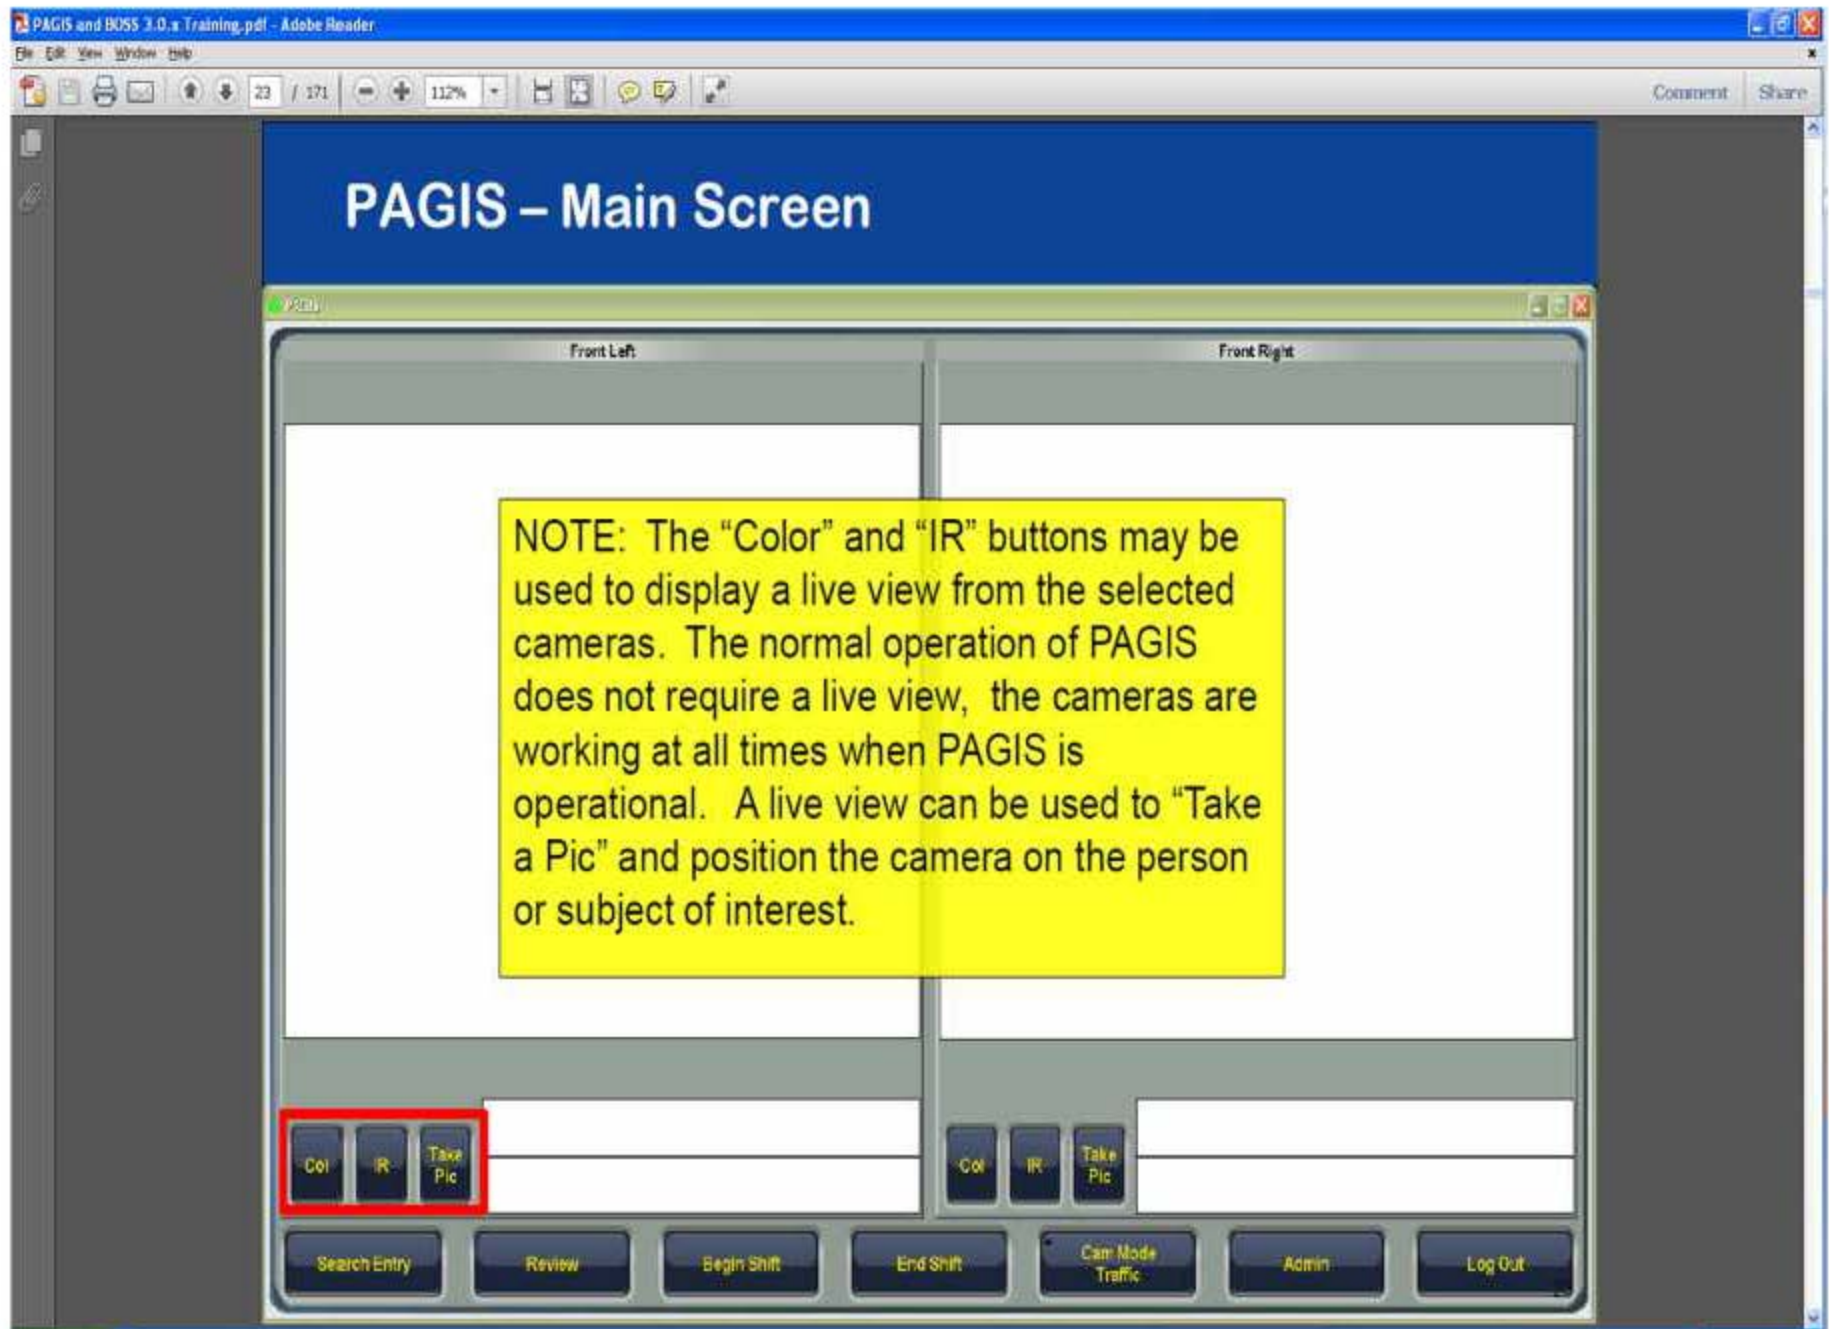 PAGIS and BOSS 3.0.x Training.pdf - Adobe Reader
File Edit View Window Help
23 / 171 112% Comment Share
PAGIS – Main Screen
PAGIS
Front Left Front Right
NOTE:  The “Color” and “IR” buttons may be
used to display a live view from the selected
cameras.  The normal operation of PAGIS
does not require a live view,  the cameras are
working at all times when PAGIS is
operational.   A live view can be used to “Take
a Pic” and position the camera on the person
or subject of interest.
Col IR Take Pic Col IR Take Pic
Search Entry Review Begin Shift End Shift Cam Mode Traffic Admin Log Out